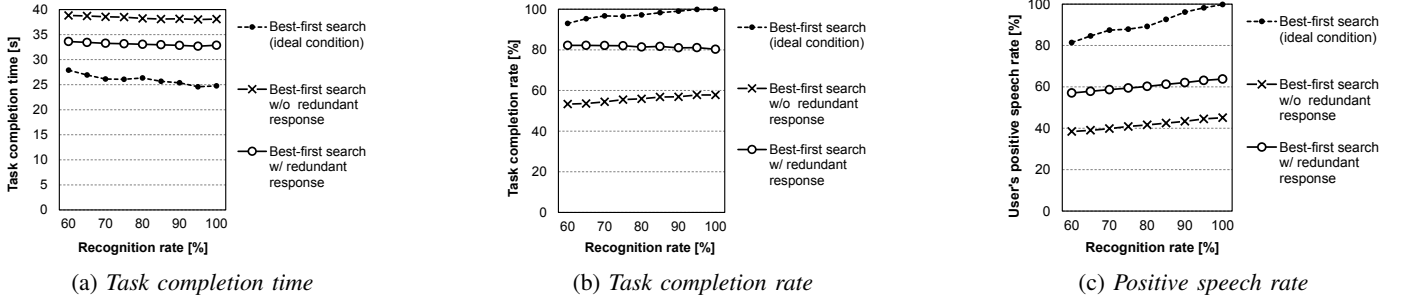 Task completion time [s]
40
35
30
25
20
15
10
5
0
60 70 80 90 100
Recognition rate [%]
Best-first search
(ideal condition)
Best-first search
w/o redundant
response
Best-first search
w/ redundant
response
(a) Task completion time
Task completion rate [%]
100
80
60
40
20
0
60 70 80 90 100
Recognition rate [%]
Best-first search
(ideal condition)
Best-first search
w/o redundant
response
Best-first search
w/ redundant
response
(b) Task completion rate
User's positive speech rate [%]
100
80
60
40
20
0
60 70 80 90 100
Recognition rate [%]
Best-first search
(ideal condition)
Best-first search
w/o redundant
response
Best-first search
w/ redundant
response
(c) Positive speech rate